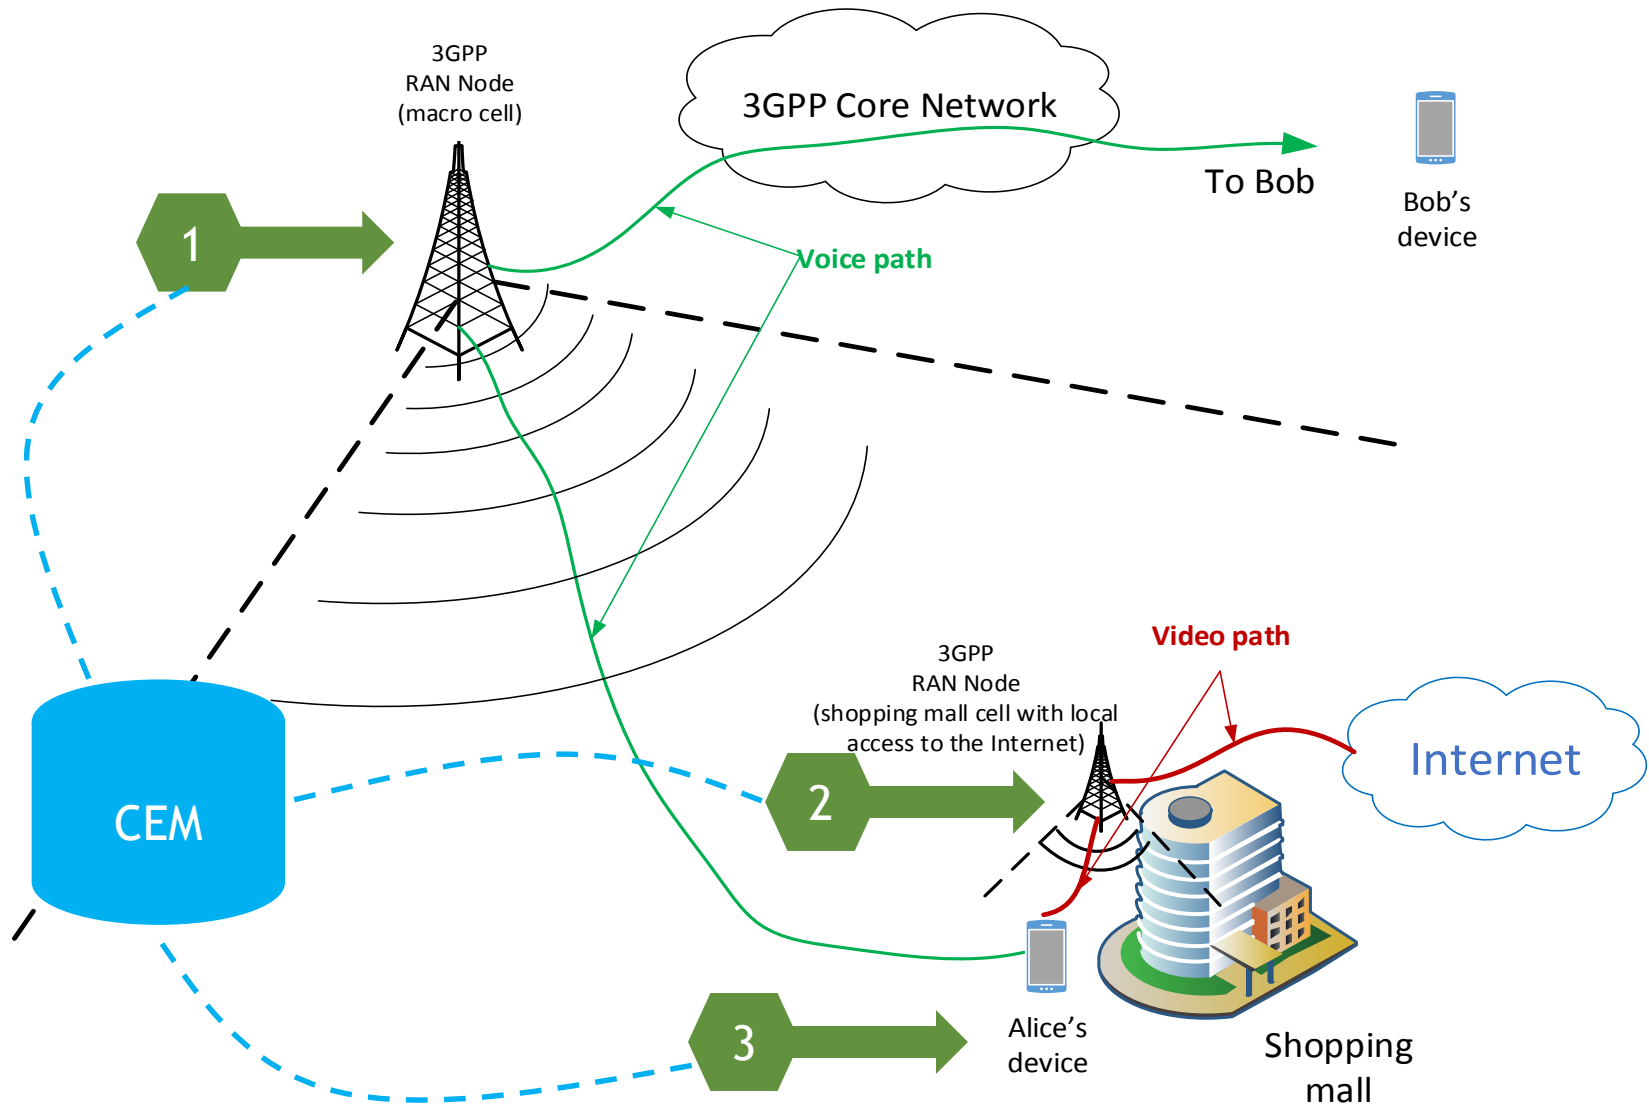 3GPP
RAN Node
(macro cell)
3GPP Core Network
To Bob
Bob’s
device
1
Voice path
Video path
3GPP
RAN Node
(shopping mall cell with local
access to the Internet)
Internet
CEM
2
3
Alice’s
device
Shopping
mall